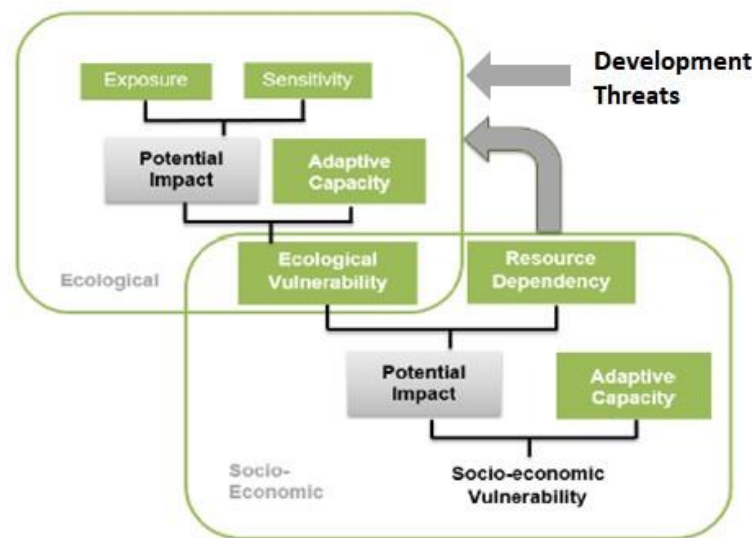 Exposure
Sensitivity
Development
Threats
Potential
Impact
Adaptive
Capacity
Ecological
Ecological
Vulnerability
Resource
Dependency
Potential
Impact
Adaptive
Capacity
Socio-
Economic
Socio-economic
Vulnerability